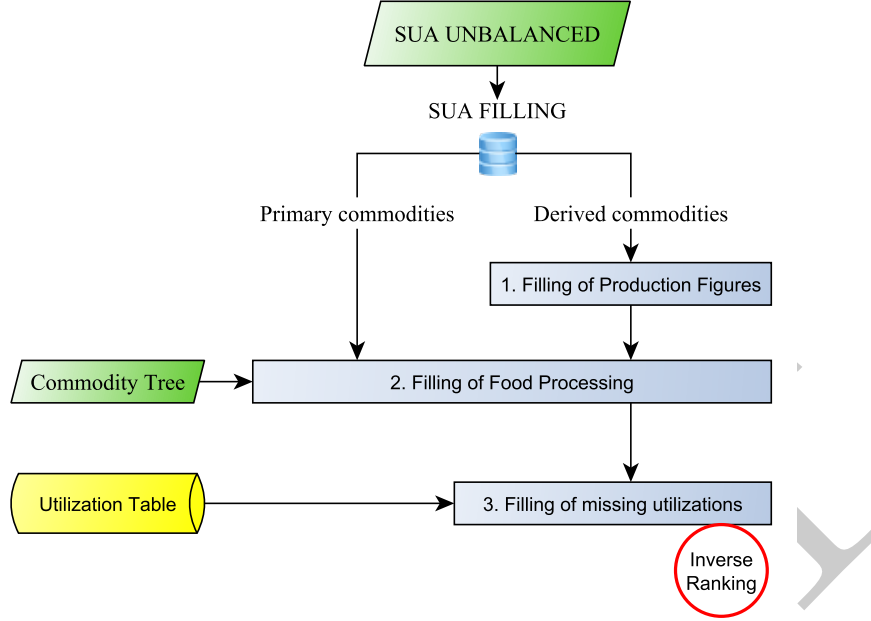 SUA UNBALANCED
SUA FILLING
Primary commodities
Derived commodities
1. Filling of Production Figures
Commodity Tree
2. Filling of Food Processing
Utilization Table
3. Filling of missing utilizations
Inverse
Ranking